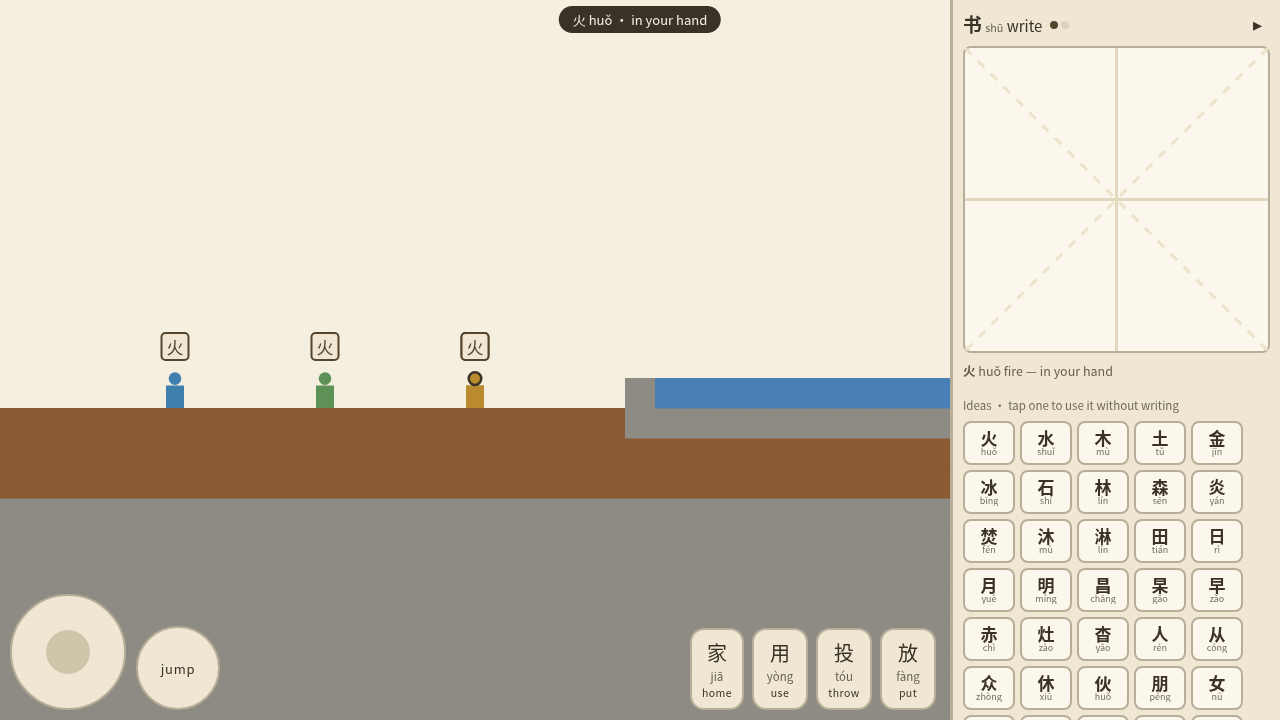 火 huǒ • in your hand
书 shū write
▶
火
火
火
火 huǒ fire — in your hand
Ideas • tap one to use it without writing
火 水 木 土 金
huǒ shuǐ mù tǔ jīn
冰 石 林 森 炎
bīng shí lín sēn yán
焚 沐 淋 田 日
fén mù lín tián rì
月 明 昌 杲 早
yuè míng chāng gǎo zǎo
赤 灶 杳 人 从
chì zào yǎo rén cóng
众 休 伙 朋 女
zhòng xiū huǒ péng nǚ
jump
家 用 投 放
jiā yòng tóu fàng
home use throw put